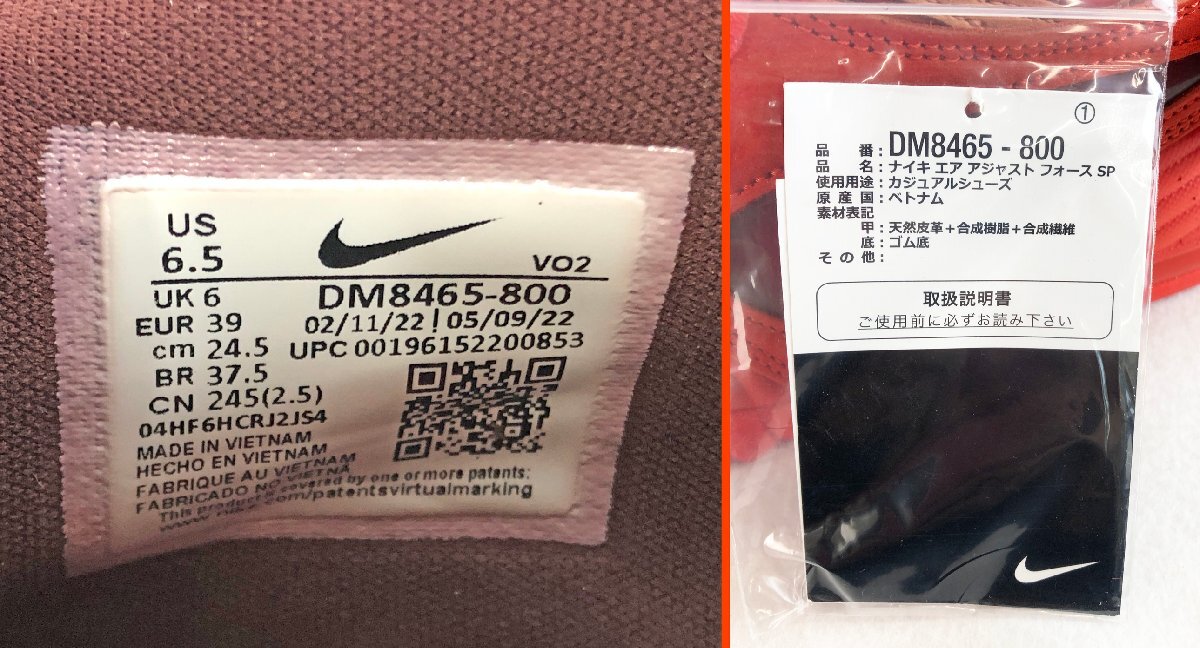 US
6.5
VO2
UK 6
DM8465-800
EUR 39
02/11/22 | 05/09/22
cm 24.5
UPC 00196152200853
BR 37.5
CN 245(2.5)
04HF6HCRJ2JS4
MADE IN VIETNAM
HECHO EN VIETNAM
FABRIQUE AU VIETNAM
FABRICADO NO VIETNÃ
This product is covered by one or more patents:
www.nike.com/patentsvirtualmarking
①
品 番：DM8465 - 800
品 名：ナイキ エア アジャスト フォース SP
使用用途：カジュアルシューズ
原 産 国：ベトナム
素材表記
甲：天然皮革＋合成樹脂＋合成繊維
底：ゴム底
そ の 他：
取扱説明書
ご使用前に必ずお読み下さい